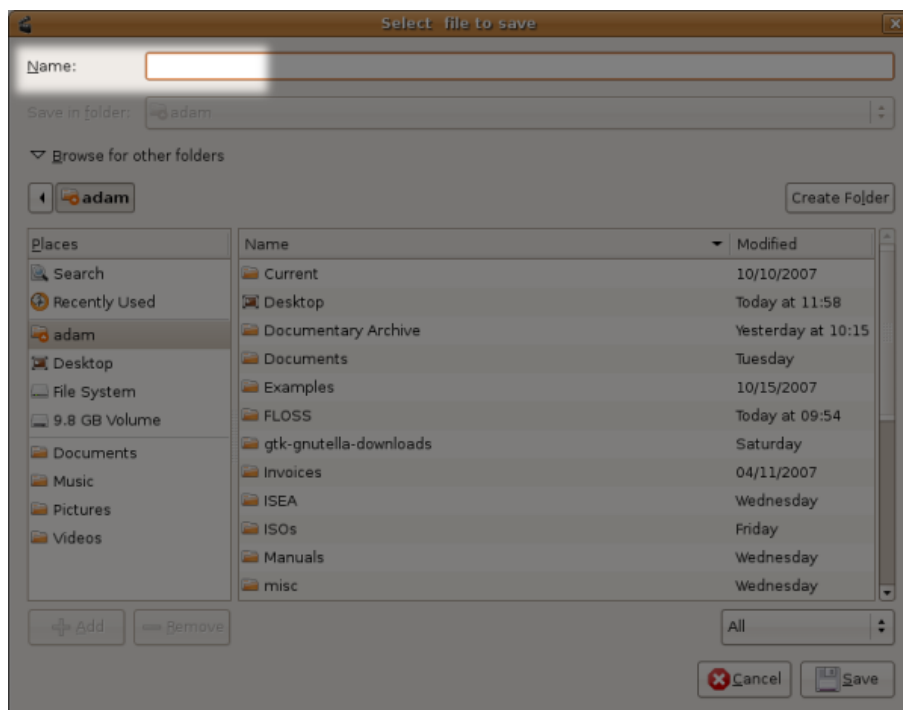 Select file to save
Name:
Save in folder: adam
Browse for other folders
adam
Create Folder
Places
Search
Recently Used
adam
Desktop
File System
9.8 GB Volume
Documents
Music
Pictures
Videos
Name Modified
Current 10/10/2007
Desktop Today at 11:58
Documentary Archive Yesterday at 10:15
Documents Tuesday
Examples 10/15/2007
FLOSS Today at 09:54
gtk-gnutella-downloads Saturday
Invoices 04/11/2007
ISEA Wednesday
ISOs Friday
Manuals Wednesday
misc Wednesday
Add Remove
All
Cancel Save